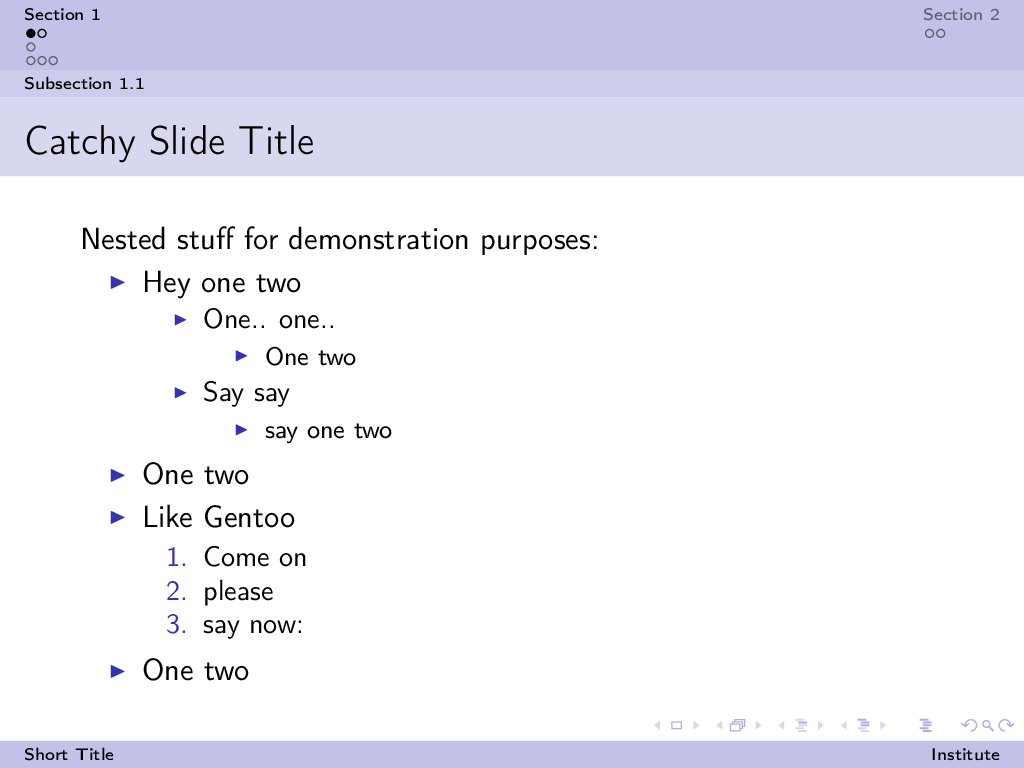 Section 1
Section 2
Subsection 1.1
Catchy Slide Title
Nested stuff for demonstration purposes:
Hey one two
One.. one..
One two
Say say
say one two
One two
Like Gentoo
1. Come on
2. please
3. say now:
One two
Short Title
Institute